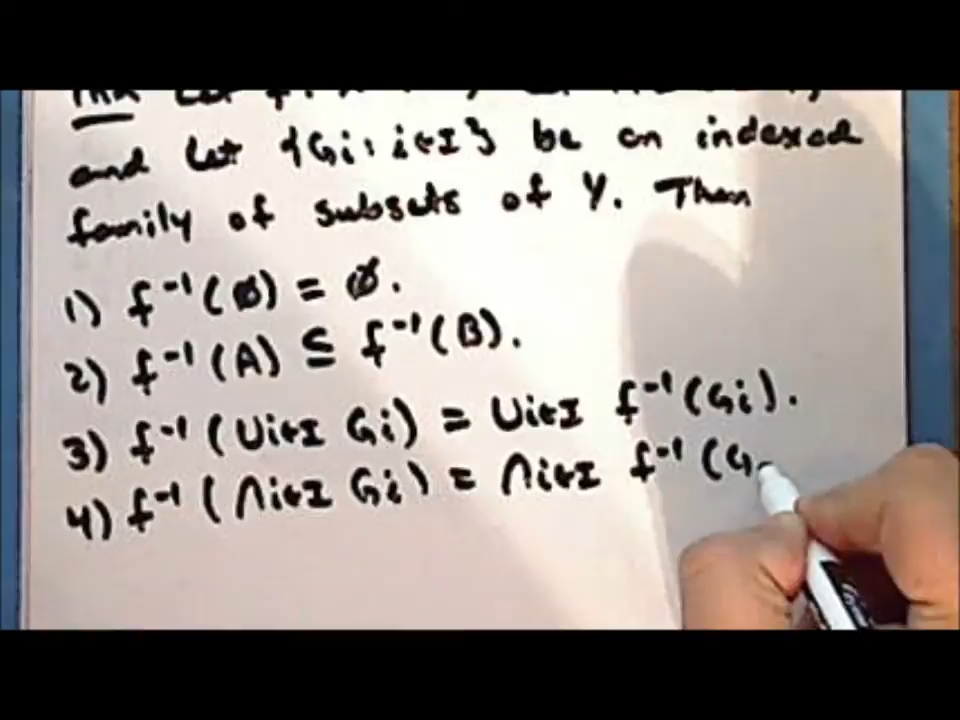 Let
and Let {Gi : i∈I} be an indexed
family of subsets of Y. Then
1) f⁻¹(∅) = ∅.
2) f⁻¹(A) ⊆ f⁻¹(B).
3) f⁻¹(∪i∈I Gi) = ∪i∈I f⁻¹(Gi).
4) f⁻¹(∩i∈I Gi) = ∩i∈I f⁻¹(G